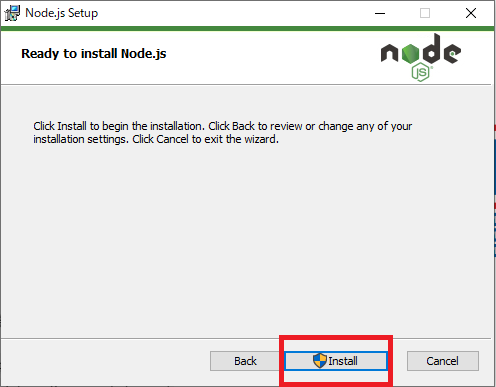 Node.js Setup
Ready to install Node.js
node
JS
Click Install to begin the installation. Click Back to review or change any of your
installation settings. Click Cancel to exit the wizard.
Back
Install
Cancel